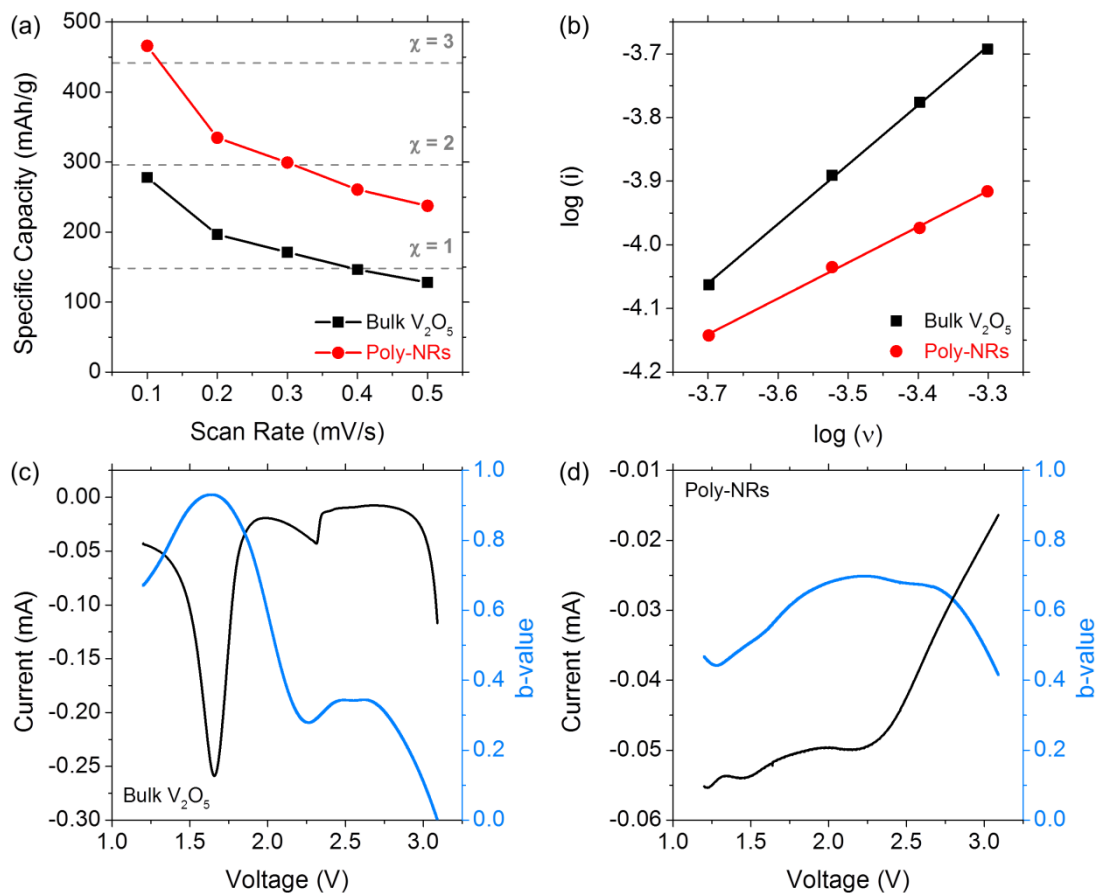 (a)
500
400
300
200
100
0
Specific Capacity (mAh/g)
χ = 3
χ = 2
χ = 1
Bulk V₂O₅
Poly-NRs
0.1 0.2 0.3 0.4 0.5
Scan Rate (mV/s)
(b)
-3.7
-3.8
-3.9
-4.0
-4.1
-4.2
log (i)
Bulk V₂O₅
Poly-NRs
-3.7 -3.6 -3.5 -3.4 -3.3
log (ν)
(c)
0.00
-0.05
-0.10
-0.15
-0.20
-0.25
-0.30
Current (mA)
Bulk V₂O₅
1.0
0.8
0.6
0.4
0.2
0.0
b-value
1.0 1.5 2.0 2.5 3.0
Voltage (V)
(d)
-0.01
-0.02
-0.03
-0.04
-0.05
-0.06
Current (mA)
Poly-NRs
1.0
0.8
0.6
0.4
0.2
0.0
b-value
1.0 1.5 2.0 2.5 3.0
Voltage (V)